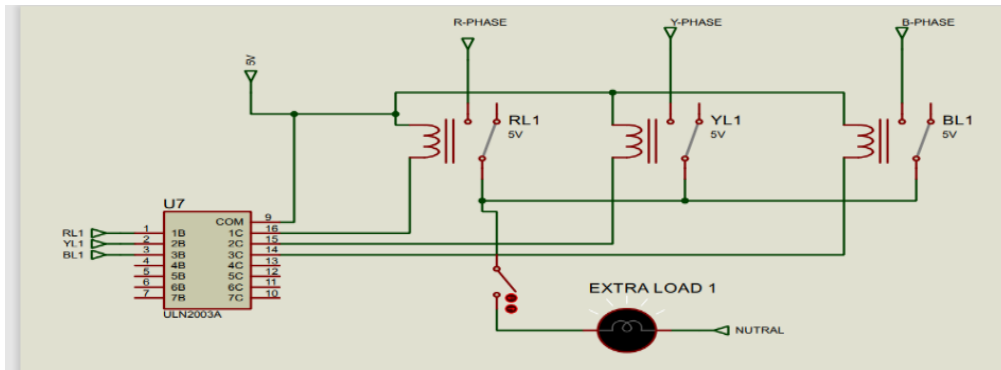 R-PHASE
Y-PHASE
B-PHASE
5V
RL1
5V
YL1
5V
BL1
5V
U7
RL1
YL1
BL1
1
2
3
4
5
6
7
1B
2B
3B
4B
5B
6B
7B
COM
1C
2C
3C
4C
5C
6C
7C
9
16
15
14
13
12
11
10
ULN2003A
EXTRA LOAD 1
NUTRAL